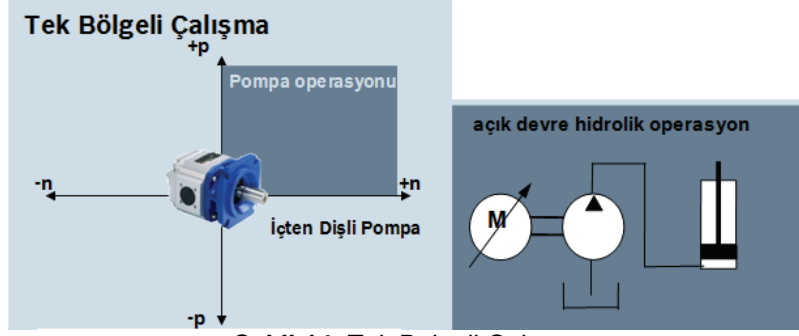 Tek Bölgeli Çalışma
+p
Pompa operasyonu
açık devre hidrolik operasyon
-n
+n
M
İçten Dişli Pompa
-p